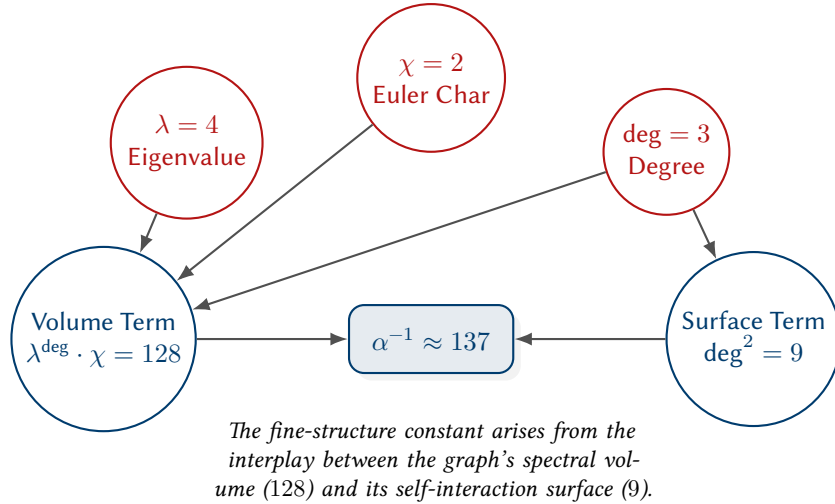 χ = 2
Euler Char
λ = 4
Eigenvalue
deg = 3
Degree
Volume Term
λ^deg · χ = 128
α⁻¹ ≈ 137
Surface Term
deg² = 9
The fine-structure constant arises from the
interplay between the graph's spectral vol-
ume (128) and its self-interaction surface (9).